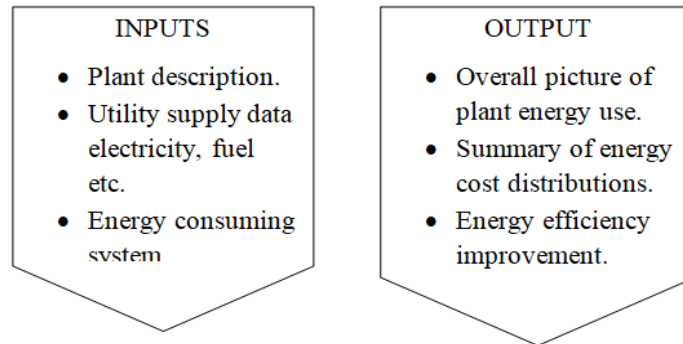 INPUTS
• Plant description.
• Utility supply data
electricity, fuel
etc.
• Energy consuming
system
OUTPUT
• Overall picture of
plant energy use.
• Summary of energy
cost distributions.
• Energy efficiency
improvement.